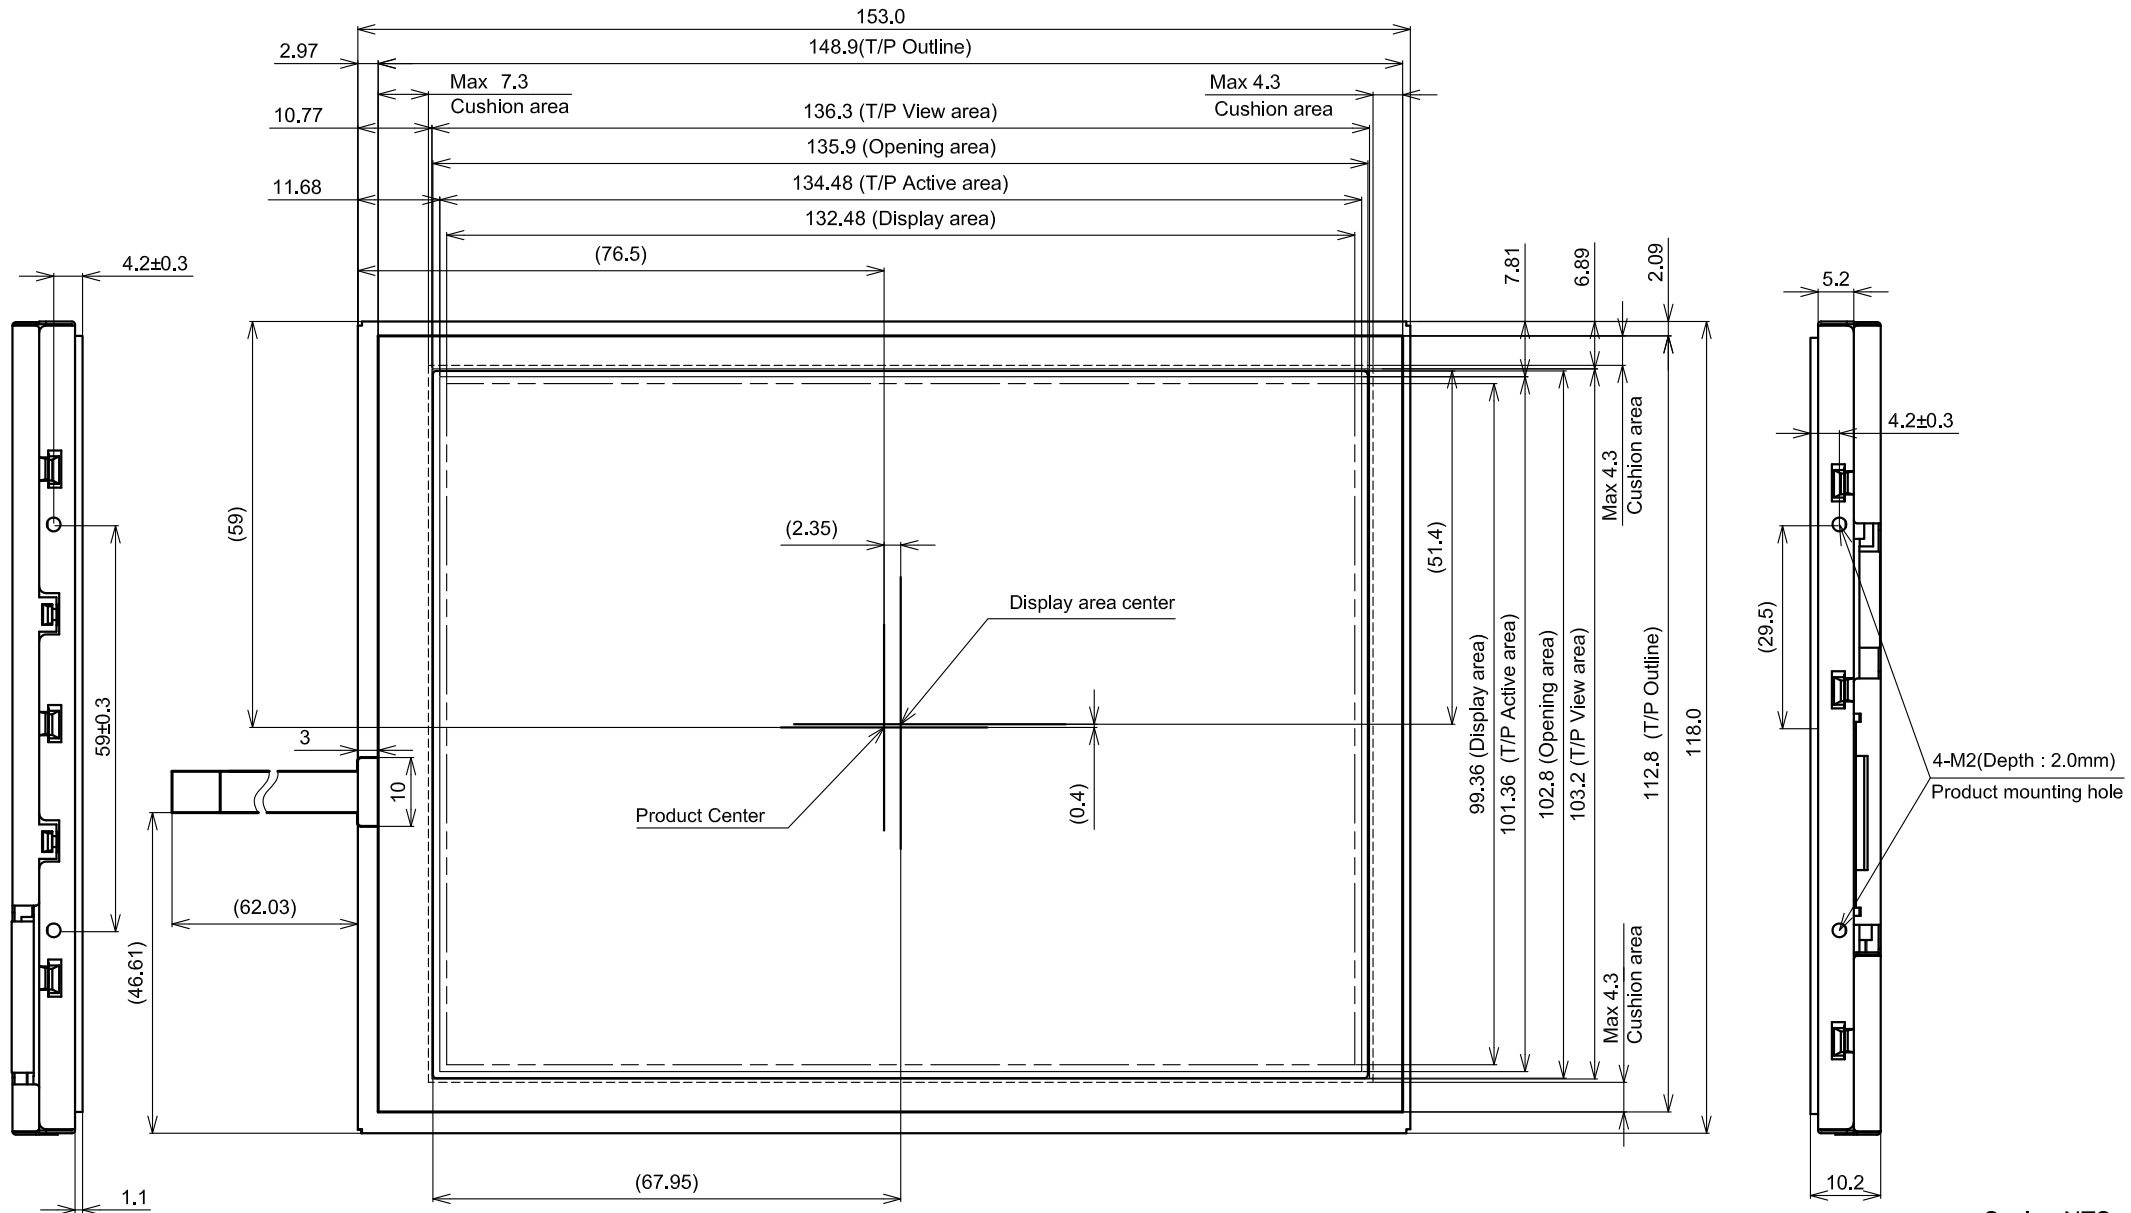 153.0
2.97
148.9(T/P Outline)
Max 7.3
Cushion area
Max 4.3
Cushion area
10.77
136.3 (T/P View area)
135.9 (Opening area)
11.68
134.48 (T/P Active area)
132.48 (Display area)
(76.5)
7.81
6.89
2.09
4.2±0.3
5.2
4.2±0.3
Max 4.3
Cushion area
(59)
(2.35)
(51.4)
Display area center
(29.5)
59±0.3
99.36 (Display area)
101.36 (T/P Active area)
102.8 (Opening area)
103.2 (T/P View area)
112.8 (T/P Outline)
118.0
3
10
Product Center
(0.4)
4-M2(Depth : 2.0mm)
Product mounting hole
(62.03)
(46.61)
Max 4.3
Cushion area
(67.95)
1.1
10.2